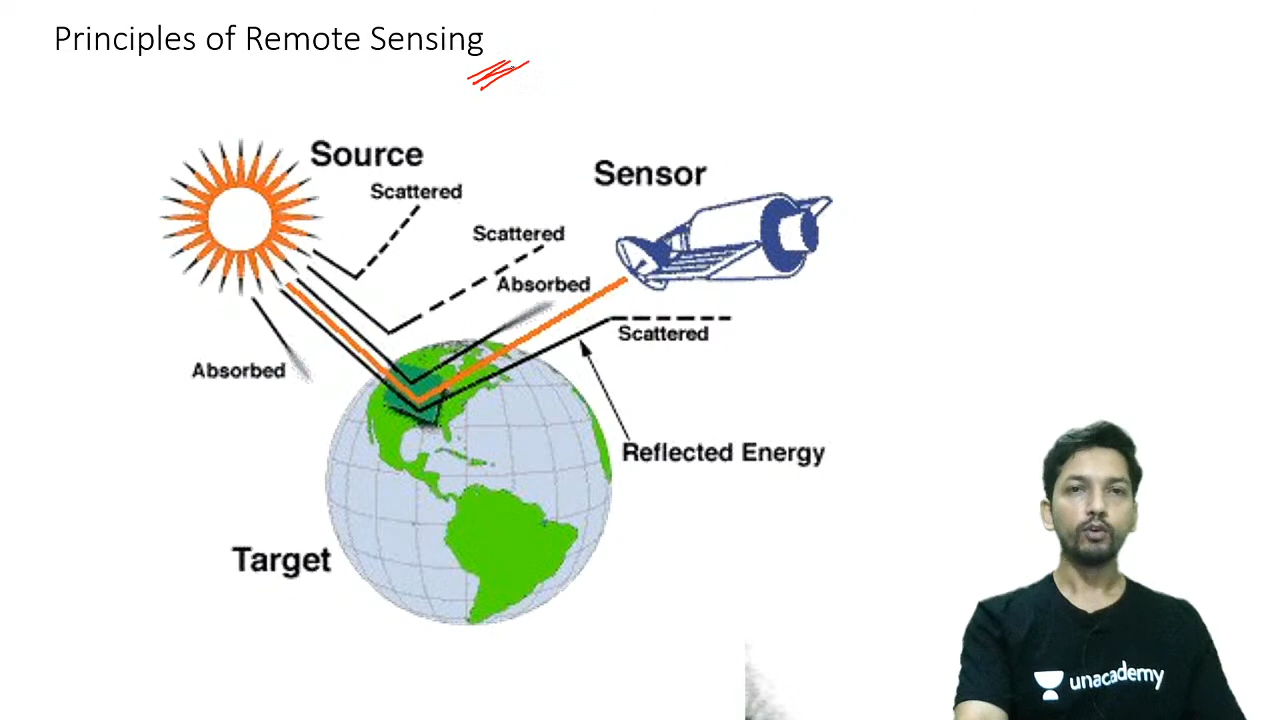 Principles of Remote Sensing
Source
Scattered
Sensor
Scattered
Absorbed
Scattered
Absorbed
Reflected Energy
Target
unacademy